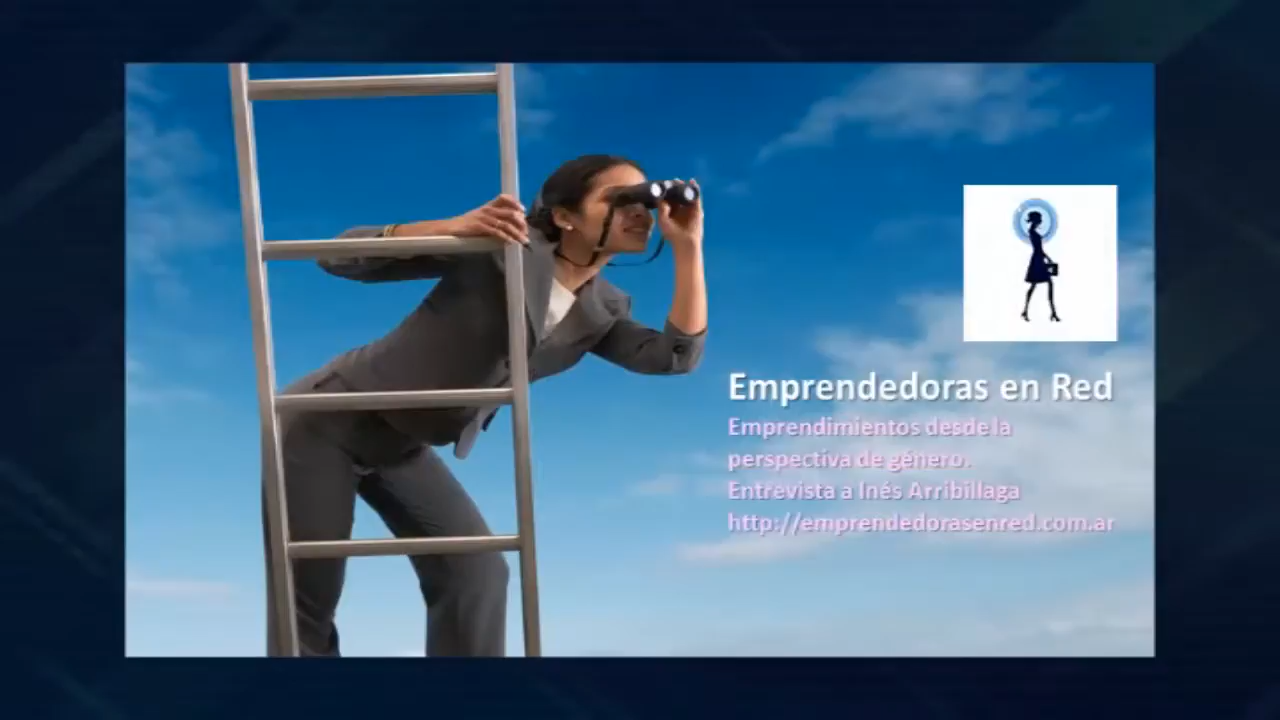 Emprendedoras en Red
Emprendimientos desde la
perspectiva de género.
Entrevista a Inés Arribillaga
http://emprendedorasenred.com.ar